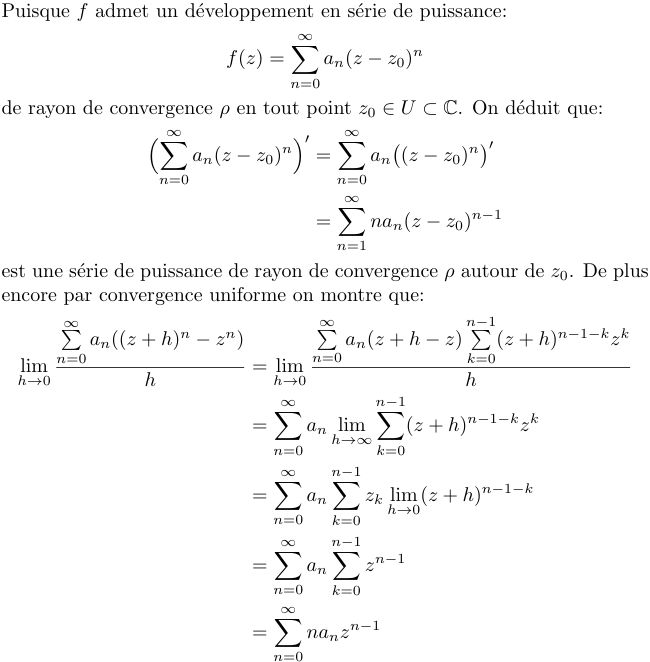 Puisque $f$ admet un développement en série de puissance:
$$f(z) = \sum_{n=0}^{\infty} a_n (z - z_0)^n$$
de rayon de convergence $\rho$ en tout point $z_0 \in U \subset \mathbb{C}$. On déduit que:
$$\Big(\sum_{n=0}^{\infty} a_n (z - z_0)^n\Big)' = \sum_{n=0}^{\infty} a_n \big((z - z_0)^n\big)'$$
$$= \sum_{n=1}^{\infty} n a_n (z - z_0)^{n-1}$$
est une série de puissance de rayon de convergence $\rho$ autour de $z_0$. De plus
encore par convergence uniforme on montre que:
$$\lim_{h \to 0} \frac{\sum_{n=0}^{\infty} a_n ((z + h)^n - z^n)}{h} = \lim_{h \to 0} \frac{\sum_{n=0}^{\infty} a_n (z + h - z) \sum_{k=0}^{n-1} (z + h)^{n-1-k} z^k}{h}$$
$$= \sum_{n=0}^{\infty} a_n \lim_{h \to \infty} \sum_{k=0}^{n-1} (z + h)^{n-1-k} z^k$$
$$= \sum_{n=0}^{\infty} a_n \sum_{k=0}^{n-1} z_k \lim_{h \to 0} (z + h)^{n-1-k}$$
$$= \sum_{n=0}^{\infty} a_n \sum_{k=0}^{n-1} z^{n-1}$$
$$= \sum_{n=0}^{\infty} n a_n z^{n-1}$$